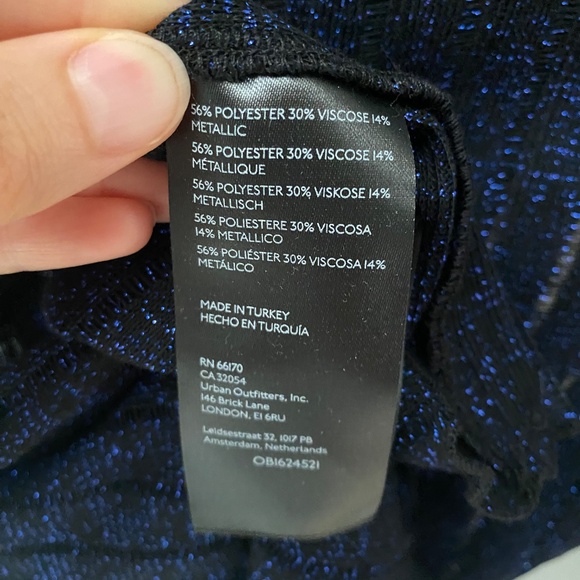 56% POLYESTER 30% VISCOSE 14%
METALLIC
56% POLYESTER 30% VISCOSE 14%
MÉTALLIQUE
56% POLYESTER 30% VISKOSE 14%
METALLISCH
56% POLIESTERE 30% VISCOSA
14% METALLICO
56% POLIÉSTER 30% VISCOSA 14%
METÁLICO
MADE IN TURKEY
HECHO EN TURQUÍA
RN 66170
CA 32054
Urban Outfitters, Inc.
146 Brick Lane
LONDON, E1 6RU
Leidsestraat 32, 1017 PB
Amsterdam, Netherlands
OB1624521